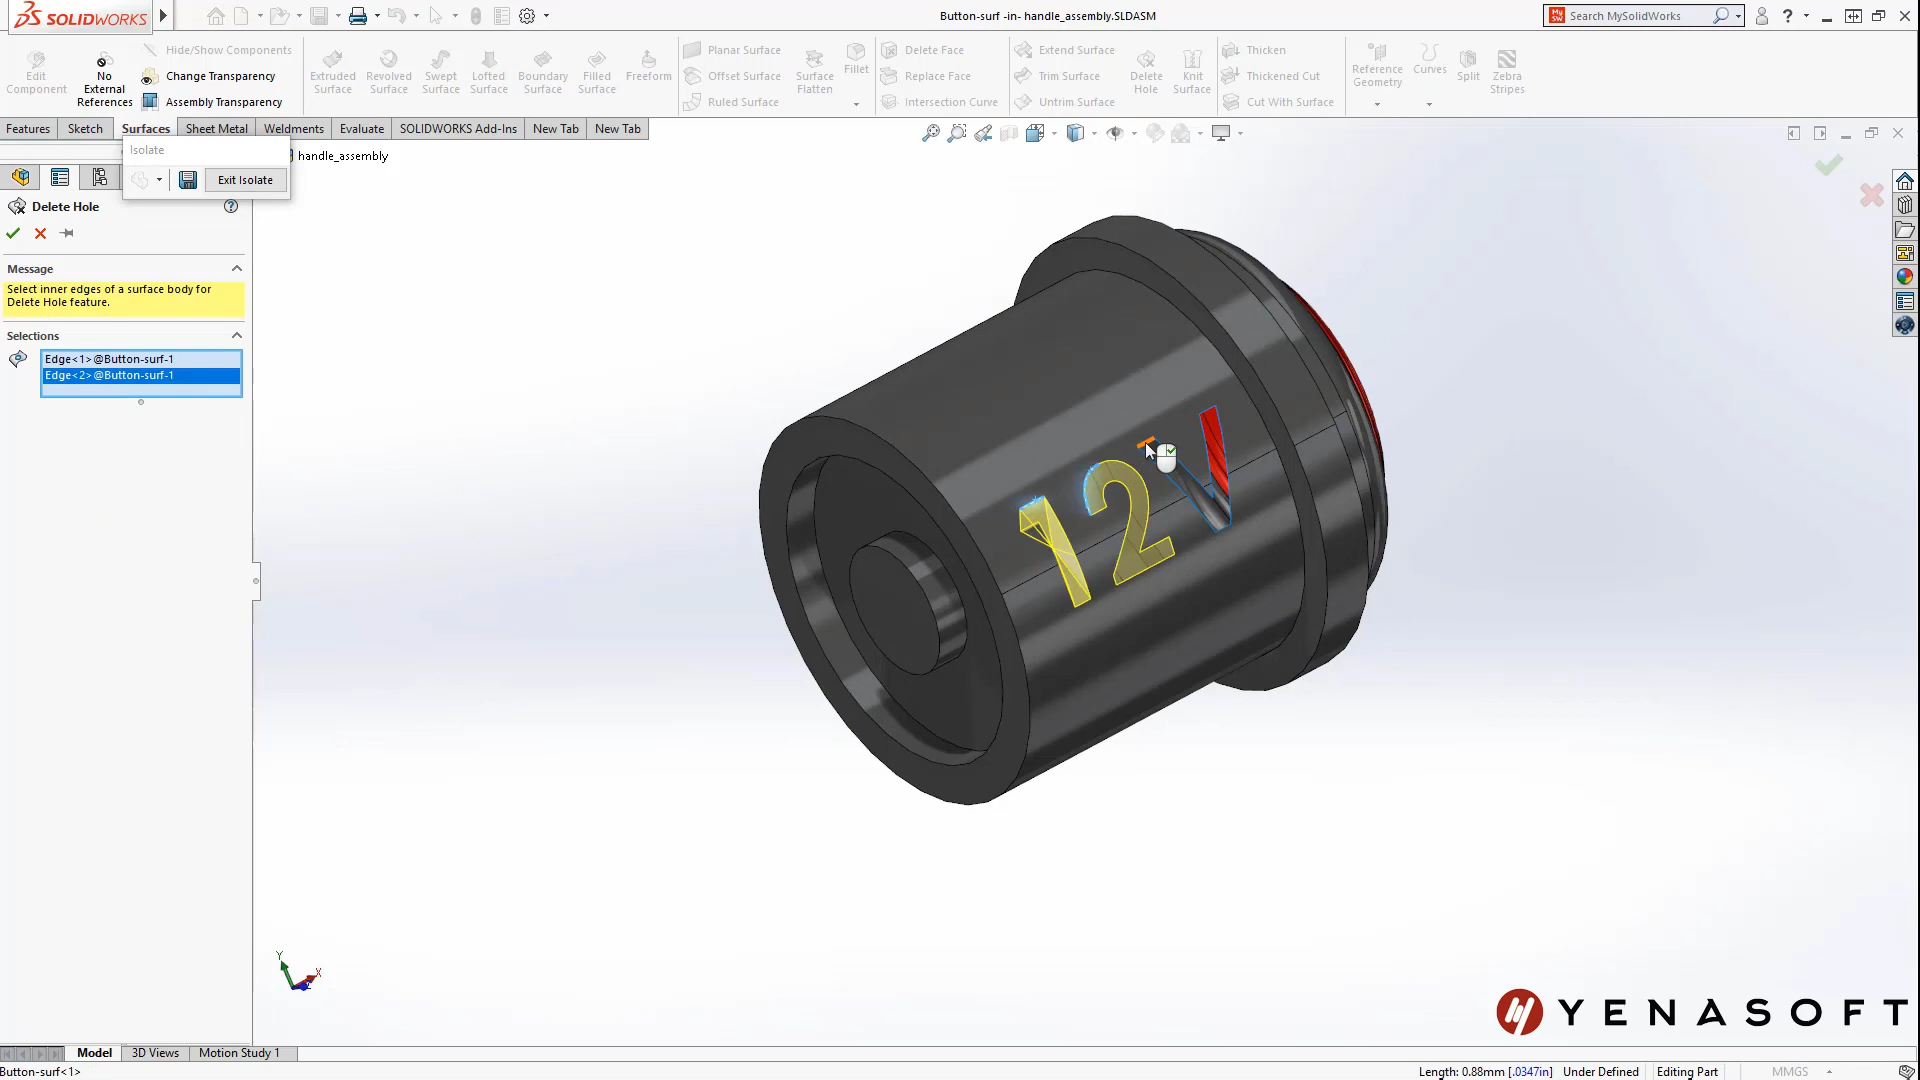 SOLIDWORKS
Button-surf -in- handle_assembly.SLDASM
Search MySolidWorks
Edit Component
No External References
Hide/Show Components
Change Transparency
Assembly Transparency
Extruded Surface
Revolved Surface
Swept Surface
Lofted Surface
Boundary Surface
Filled Surface
Freeform
Planar Surface
Offset Surface
Ruled Surface
Surface Flatten
Fillet
Delete Face
Replace Face
Intersection Curve
Extend Surface
Trim Surface
Untrim Surface
Delete Hole
Knit Surface
Thicken
Thickened Cut
Cut With Surface
Reference Geometry
Curves
Split
Zebra Stripes
Features
Sketch
Surfaces
Sheet Metal
Weldments
Evaluate
SOLIDWORKS Add-Ins
New Tab
New Tab
Isolate
Exit Isolate
handle_assembly
Delete Hole
Message
Select inner edges of a surface body for
Delete Hole feature.
Selections
Edge<1>@Button-surf-1
Edge<2>@Button-surf-1
12V
Y
X
YENASOFT
Model
3D Views
Motion Study 1
Button-surf<1>
Length: 0.88mm [.0347in]
Under Defined
Editing Part
MMGS